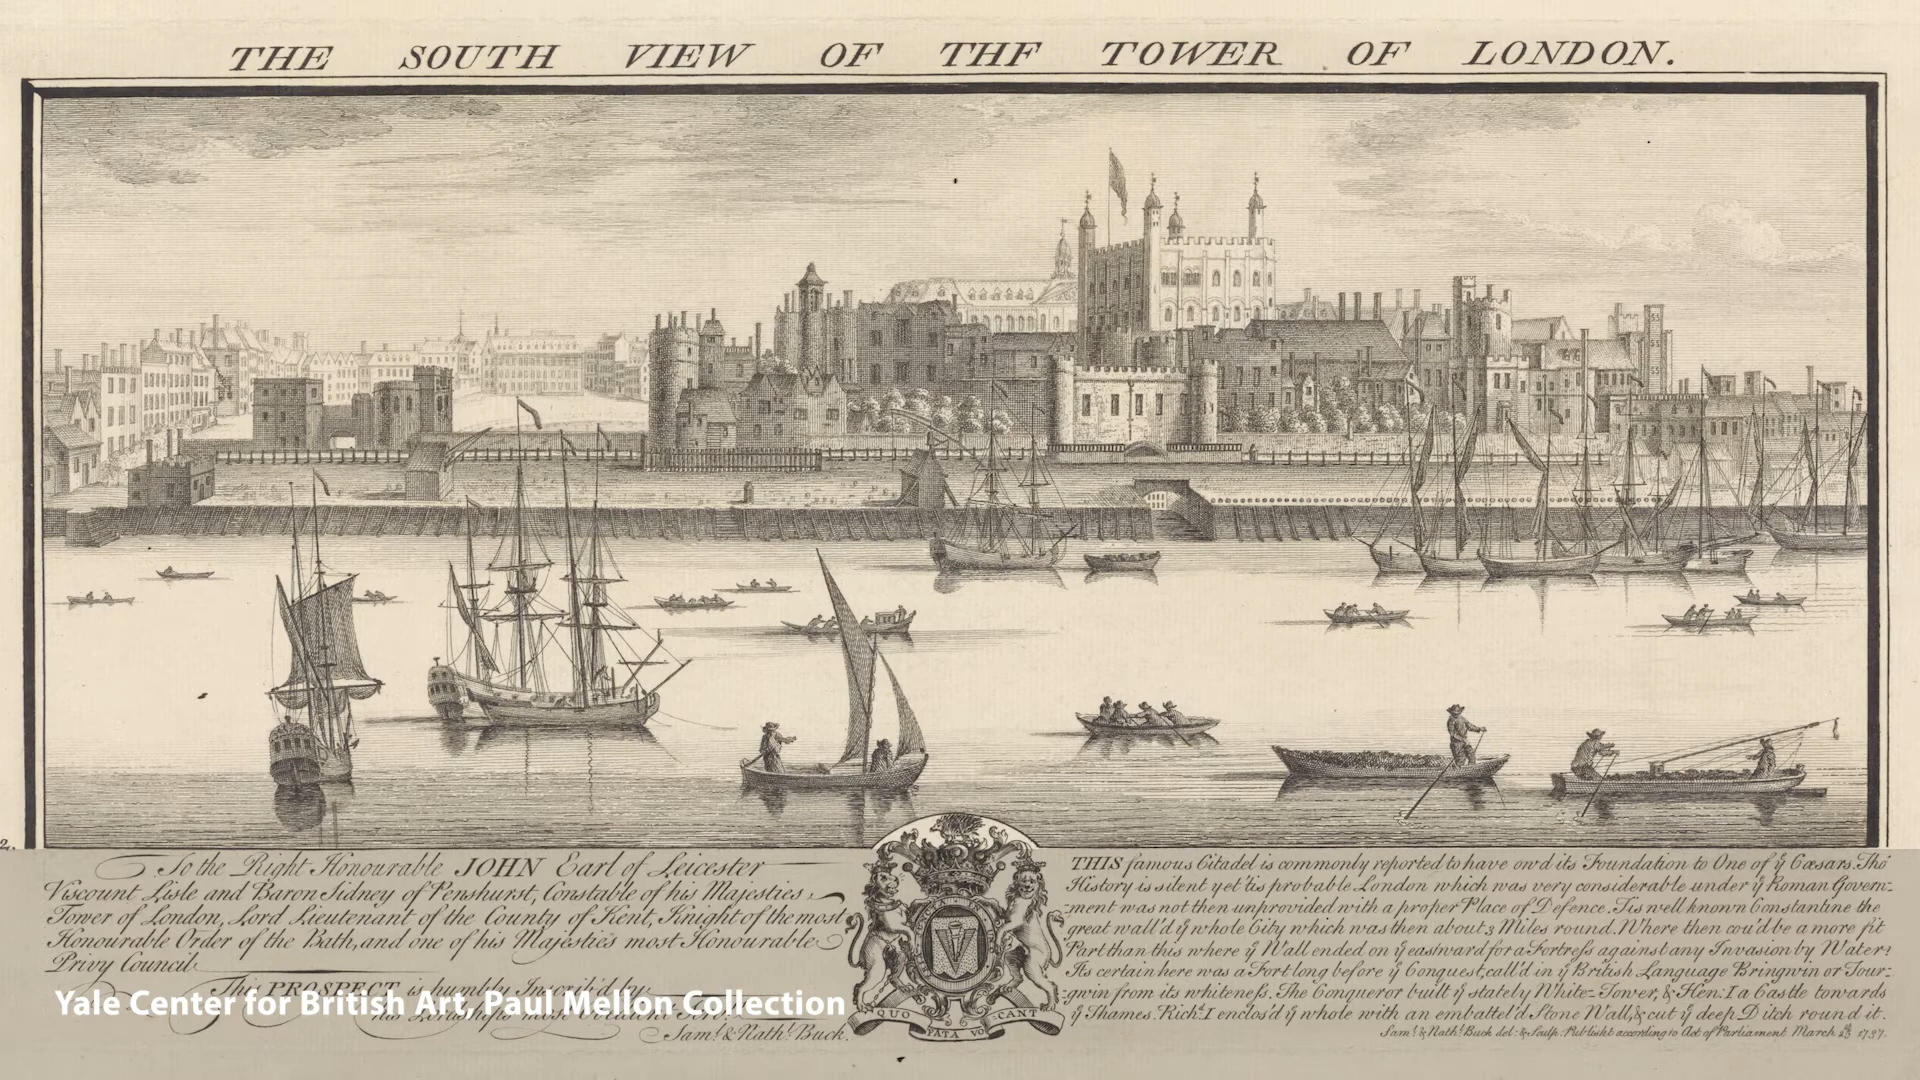 THE SOUTH VIEW OF THF TOWER OF LONDON.
To the Right Honourable JOHN Earl of Leicester
Viscount Lisle and Baron Sidney of Penshurst, Constable of his Majesties
Tower of London, Lord Lieutenant of the County of Kent, Knight of the most
Honourable Order of the Bath, and one of his Majesties most Honourable
Privy Council
This PROSPECT is humbly Inscrib'd by
Yale Center for British Art, Paul Mellon Collection
his Lordships most
Saml. & Nathl. Buck.
QUO FATA VOCANT
THIS famous Citadel is commonly reported to have ow'd its Foundation to One of ye Cæsars. Tho'
History is silent yet 'tis probable London which was very considerable under ye Roman Govern-
-ment was not then unprovided with a proper Place of Defence. Tis well known Constantine the
great wall'd ye whole City which was then about 3 Miles round. Where then cou'd be a more fit
Part than this where ye Wall ended on ye eastward for a Fortress against any Invasion by Water?
Its certain here was a Fort long before ye Conquest, call'd in ye British Language Bringwin or Tour-
-gwin from its whiteness. The Conqueror built ye stately White-Tower, & Hen: I a Castle towards
ye Thames. Richd. I enclos'd ye whole with an embattel'd Stone Wall, & cut ye deep Ditch round it.
Saml. & Nathl. Buck del: & Sculp: Publisht according to Act of Parliament March 1737.